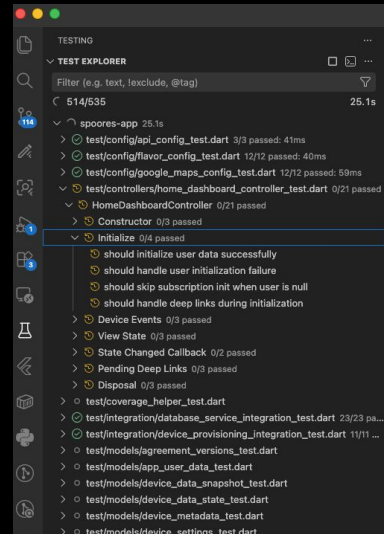 TESTING
TEST EXPLORER
Filter (e.g. text, !exclude, @tag)
514/535 25.1s
spoores-app 25.1s
test/config/api_config_test.dart 3/3 passed: 41ms
test/config/flavor_config_test.dart 12/12 passed: 40ms
test/config/google_maps_config_test.dart 12/12 passed: 59ms
test/controllers/home_dashboard_controller_test.dart 0/21 passed
HomeDashboardController 0/21 passed
Constructor 0/3 passed
Initialize 0/4 passed
should initialize user data successfully
should handle user initialization failure
should skip subscription init when user is null
should handle deep links during initialization
Device Events 0/3 passed
View State 0/3 passed
State Changed Callback 0/2 passed
Pending Deep Links 0/3 passed
Disposal 0/3 passed
test/coverage_helper_test.dart
test/integration/database_service_integration_test.dart 23/23 pa...
test/integration/device_provisioning_integration_test.dart 11/11 ...
test/models/agreement_versions_test.dart
test/models/app_user_data_test.dart
test/models/device_data_snapshot_test.dart
test/models/device_data_state_test.dart
test/models/device_metadata_test.dart
test/models/device_settings_test.dart
114
1
3